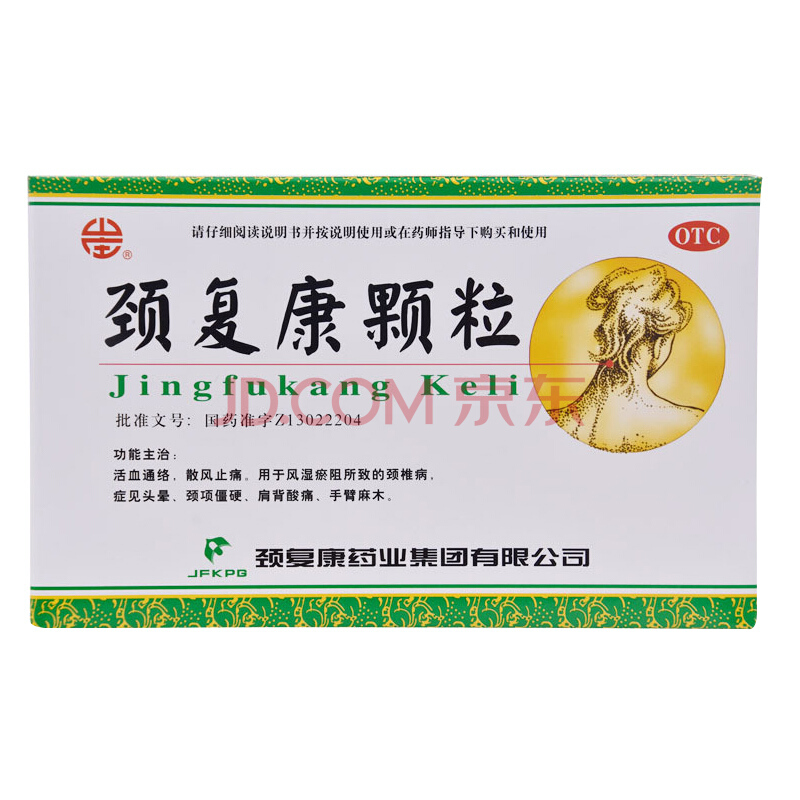 请仔细阅读说明书并按说明使用或在药师指导下购买和使用
OTC
®
颈复康颗粒
Jingfukang Keli
JD.COM 京东
批准文号：国药准字Z13022204
功能主治：
活血通络，散风止痛。用于风湿瘀阻所致的颈椎病，
症见头晕、颈项僵硬、肩背酸痛、手臂麻木。
JFKPG
颈复康药业集团有限公司